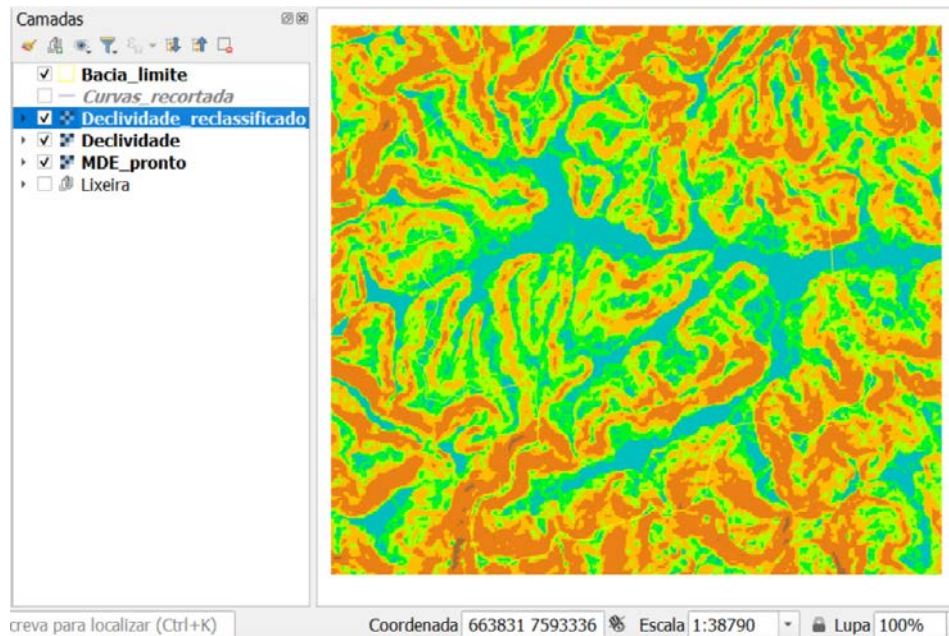 Camadas
Bacia_limite
Curvas_recortada
Declividade_reclassificado
Declividade
MDE_pronto
Lixeira
creva para localizar (Ctrl+K)
Coordenada 663831 7593336 Escala 1:38790 Lupa 100%